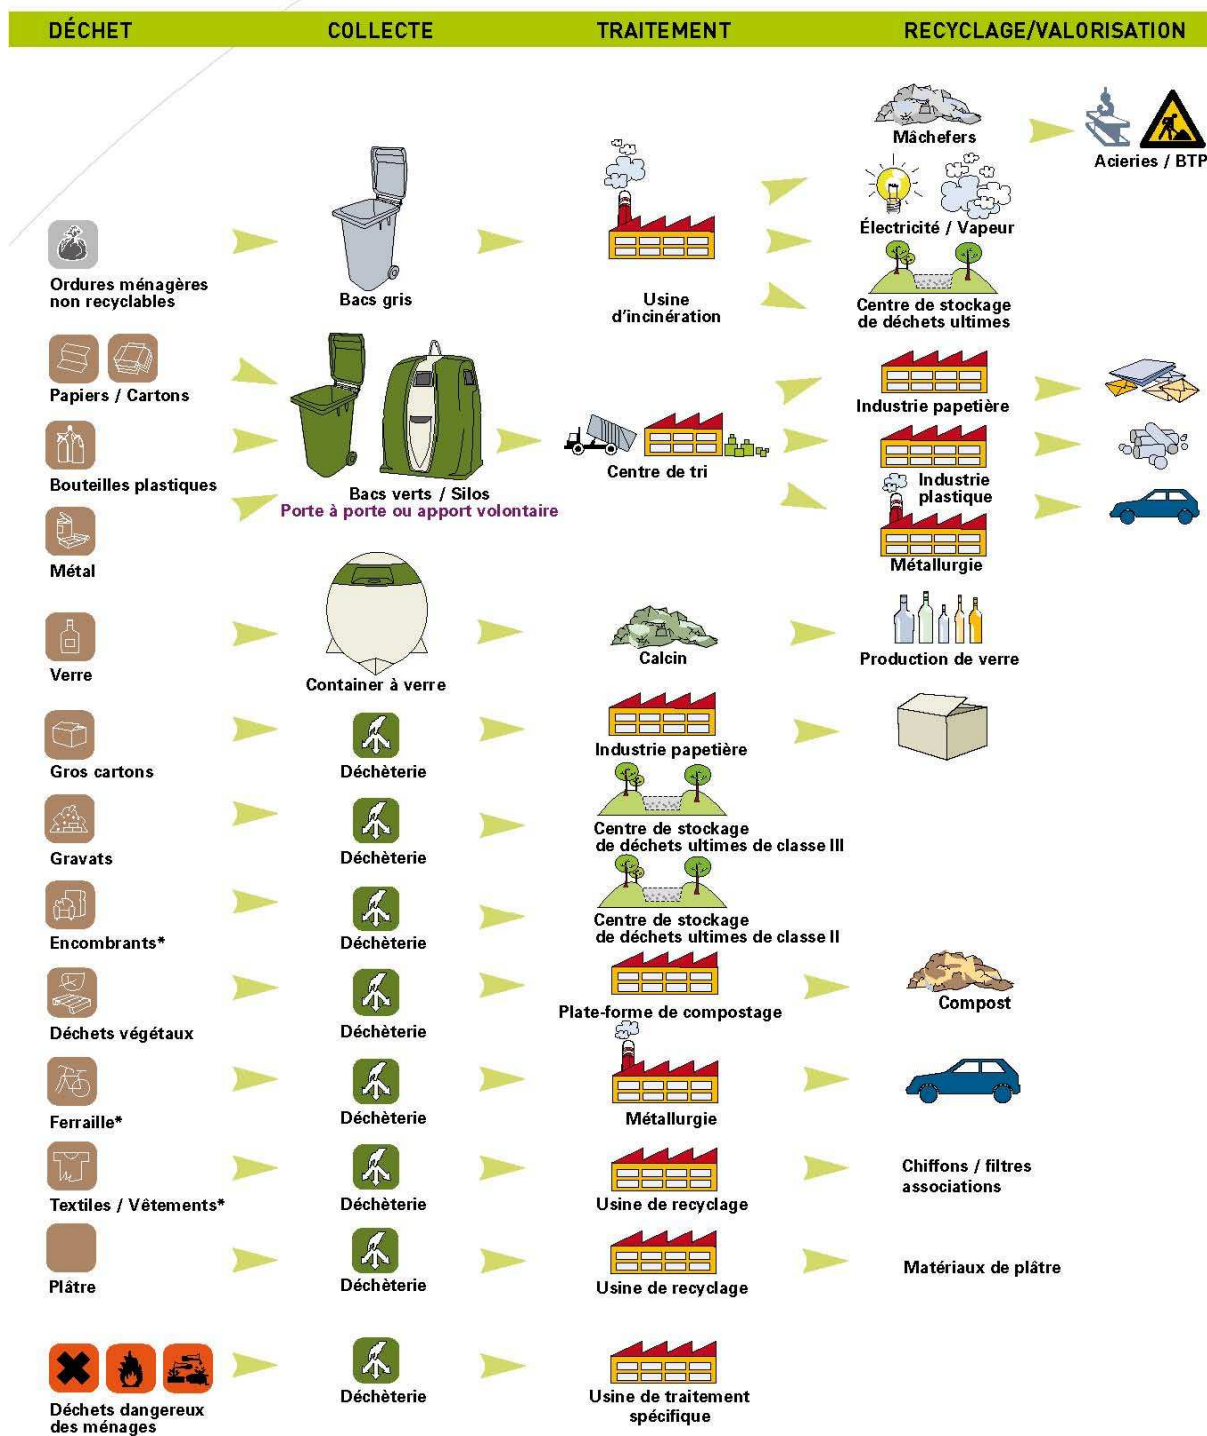 DÉCHET COLLECTE TRAITEMENT RECYCLAGE/VALORISATION
Mâchefers
Acieries / BTP
Électricité / Vapeur
Ordures ménagères
non recyclables
Bacs gris
Usine
d'incinération
Centre de stockage
de déchets ultimes
Papiers / Cartons
Industrie papetière
Bouteilles plastiques
Bacs verts / Silos
Porte à porte ou apport volontaire
Centre de tri
Industrie
plastique
Métal
Métallurgie
Verre
Container à verre
Calcin
Production de verre
Gros cartons
Déchèterie
Industrie papetière
Gravats
Déchèterie
Centre de stockage
de déchets ultimes de classe III
Encombrants*
Déchèterie
Centre de stockage
de déchets ultimes de classe II
Déchets végétaux
Déchèterie
Plate-forme de compostage
Compost
Ferraille*
Déchèterie
Métallurgie
Textiles / Vêtements*
Déchèterie
Usine de recyclage
Chiffons / filtres
associations
Plâtre
Déchèterie
Usine de recyclage
Matériaux de plâtre
Déchets dangereux
des ménages
Déchèterie
Usine de traitement
spécifique